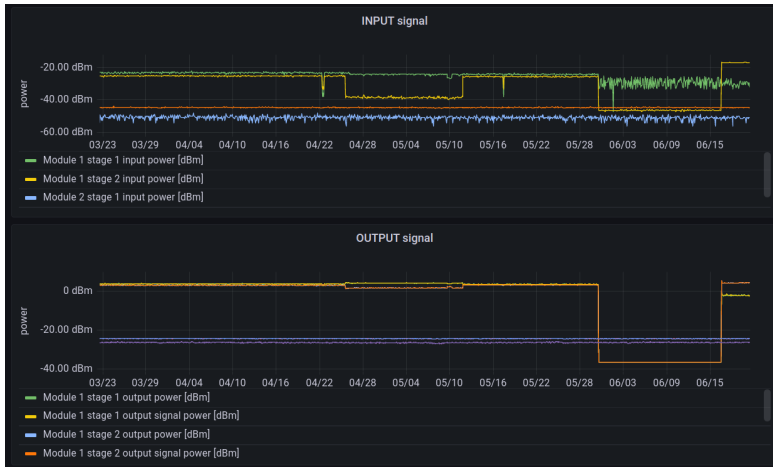 INPUT signal
power
-20.00 dBm
-40.00 dBm
-60.00 dBm
03/23 03/29 04/04 04/10 04/16 04/22 04/28 05/04 05/10 05/16 05/22 05/28 06/03 06/09 06/15
Module 1 stage 1 input power [dBm]
Module 1 stage 2 input power [dBm]
Module 2 stage 1 input power [dBm]
OUTPUT signal
power
0 dBm
-20.00 dBm
-40.00 dBm
03/23 03/29 04/04 04/10 04/16 04/22 04/28 05/04 05/10 05/16 05/22 05/28 06/03 06/09 06/15
Module 1 stage 1 output power [dBm]
Module 1 stage 1 output signal power [dBm]
Module 1 stage 2 output power [dBm]
Module 1 stage 2 output signal power [dBm]